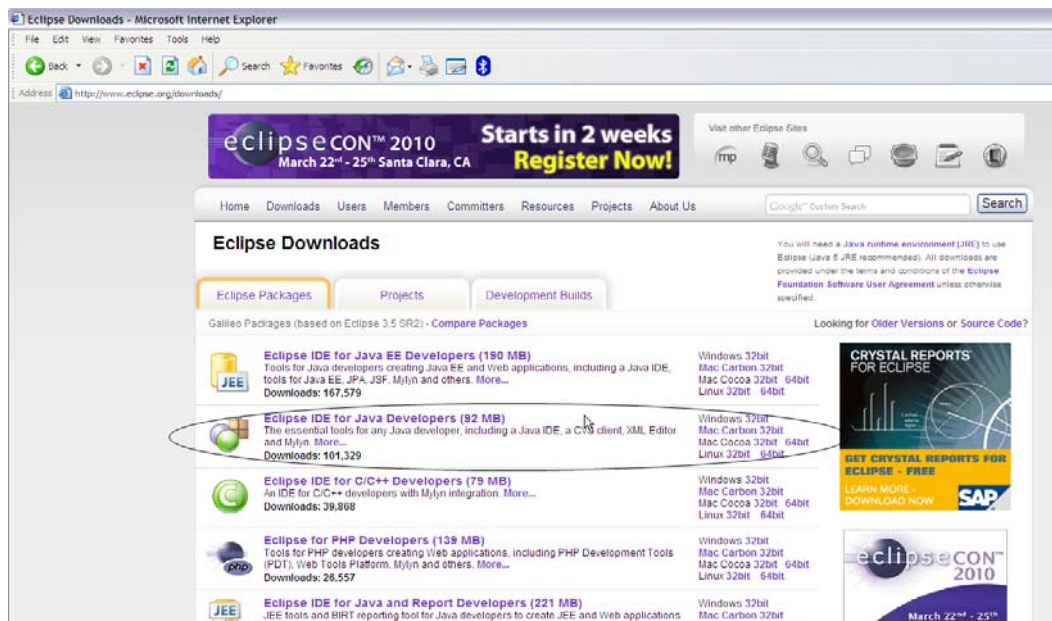 Eclipse Downloads - Microsoft Internet Explorer
File Edit View Favorites Tools Help
Back Search Favorites
Address http://www.eclipse.org/downloads/
eclipsecon™ 2010
March 22nd - 25th Santa Clara, CA
Starts in 2 weeks
Register Now!
Visit other Eclipse Sites
mp
Home Downloads Users Members Committers Resources Projects About Us
Google™ Custom Search
Search
Eclipse Downloads
You will need a Java runtime environment (JRE) to use
Eclipse (Java 5 JRE recommended). All downloads are
provided under the terms and conditions of the Eclipse
Foundation Software User Agreement unless otherwise
specified.
Eclipse Packages Projects Development Builds
Galileo Packages (based on Eclipse 3.5 SR2) - Compare Packages
Looking for Older Versions or Source Code?
JEE
Eclipse IDE for Java EE Developers (190 MB)
Tools for Java developers creating Java EE and Web applications, including a Java IDE,
tools for Java EE, JPA, JSF, Mylyn and others. More...
Downloads: 167,579
Windows 32bit
Mac Carbon 32bit
Mac Cocoa 32bit 64bit
Linux 32bit 64bit
Eclipse IDE for Java Developers (92 MB)
The essential tools for any Java developer, including a Java IDE, a CVS client, XML Editor
and Mylyn. More...
Downloads: 101,329
Windows 32bit
Mac Carbon 32bit
Mac Cocoa 32bit 64bit
Linux 32bit 64bit
C
Eclipse IDE for C/C++ Developers (79 MB)
An IDE for C/C++ developers with Mylyn integration. More...
Downloads: 39,868
Windows 32bit
Mac Carbon 32bit
Mac Cocoa 32bit 64bit
Linux 32bit 64bit
php
Eclipse for PHP Developers (139 MB)
Tools for PHP developers creating Web applications, including PHP Development Tools
(PDT), Web Tools Platform, Mylyn and others. More...
Downloads: 26,557
Windows 32bit
Mac Carbon 32bit
Mac Cocoa 32bit 64bit
Linux 32bit 64bit
JEE
Eclipse IDE for Java and Report Developers (221 MB)
JEE tools and BIRT reporting tool for Java developers to create JEE and Web applications
Windows 32bit
Mac Carbon 32bit
CRYSTAL REPORTS®
FOR ECLIPSE
GET CRYSTAL REPORTS FOR
ECLIPSE - FREE
LEARN MORE -
DOWNLOAD NOW
SAP
eclipsecon™
2010
March 22nd - 25th